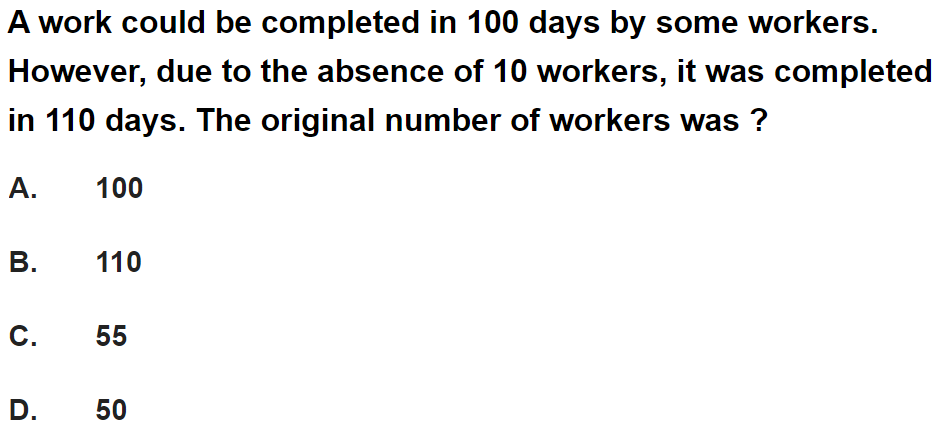 A work could be completed in 100 days by some workers.
However, due to the absence of 10 workers, it was completed
in 110 days. The original number of workers was ?
A. 100
B. 110
C. 55
D. 50